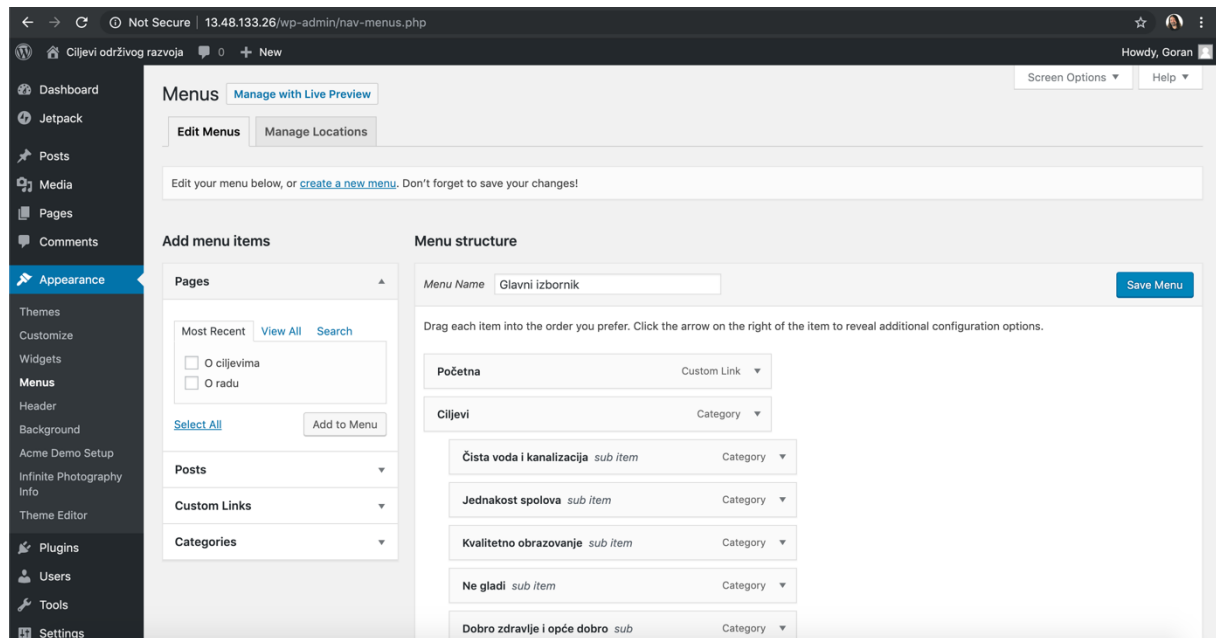 Not Secure | 13.48.133.26/wp-admin/nav-menus.php
Ciljevi održivog razvoja 0 + New Howdy, Goran
Screen Options ▼ Help ▼
Dashboard
Jetpack
Posts
Media
Pages
Comments
Appearance
Themes
Customize
Widgets
Menus
Header
Background
Acme Demo Setup
Infinite Photography
Info
Theme Editor
Plugins
Users
Tools
Settings
Menus Manage with Live Preview
Edit Menus Manage Locations
Edit your menu below, or create a new menu. Don't forget to save your changes!
Add menu items
Pages
Most Recent View All Search
O ciljevima
O radu
Select All Add to Menu
Posts
Custom Links
Categories
Menu structure
Menu Name Glavni izbornik Save Menu
Drag each item into the order you prefer. Click the arrow on the right of the item to reveal additional configuration options.
Početna Custom Link
Ciljevi Category
Čista voda i kanalizacija sub item Category
Jednakost spolova sub item Category
Kvalitetno obrazovanje sub item Category
Ne gladi sub item Category
Dobro zdravlje i opće dobro sub Category